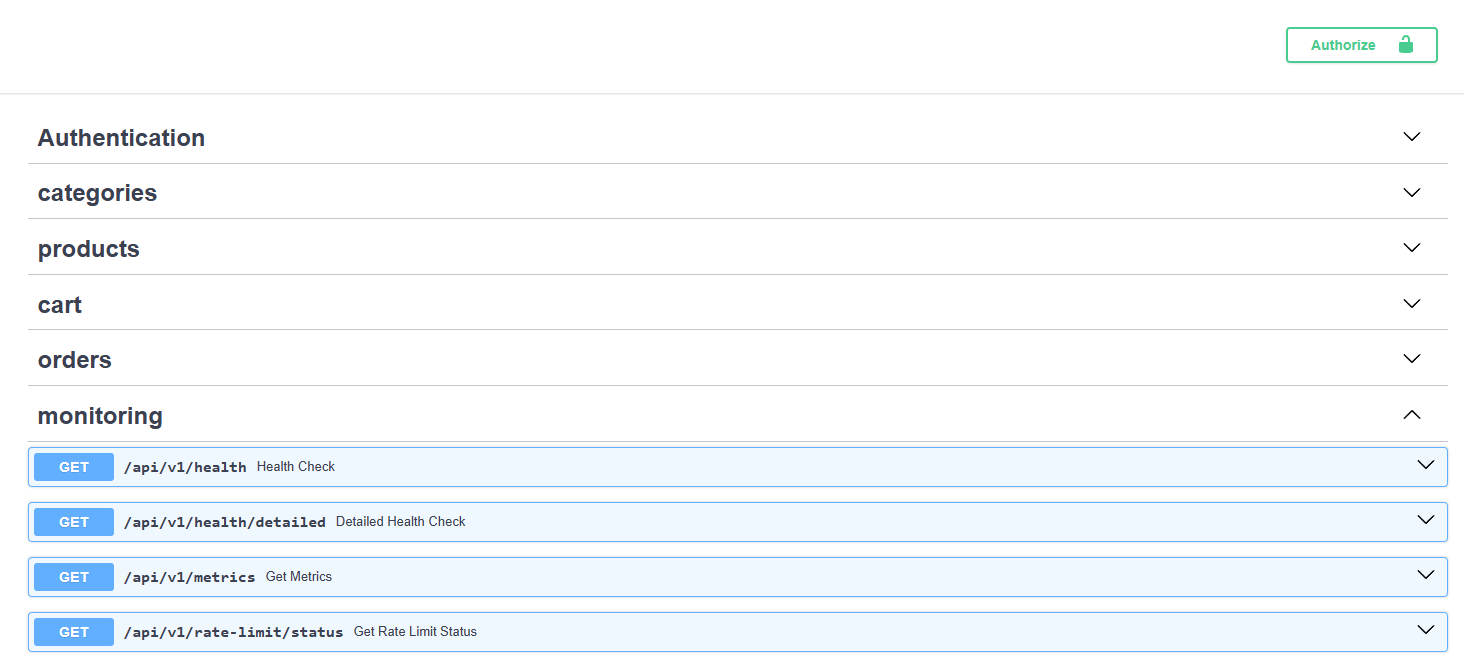 Authorize
Authentication
categories
products
cart
orders
monitoring
GET /api/v1/health Health Check
GET /api/v1/health/detailed Detailed Health Check
GET /api/v1/metrics Get Metrics
GET /api/v1/rate-limit/status Get Rate Limit Status